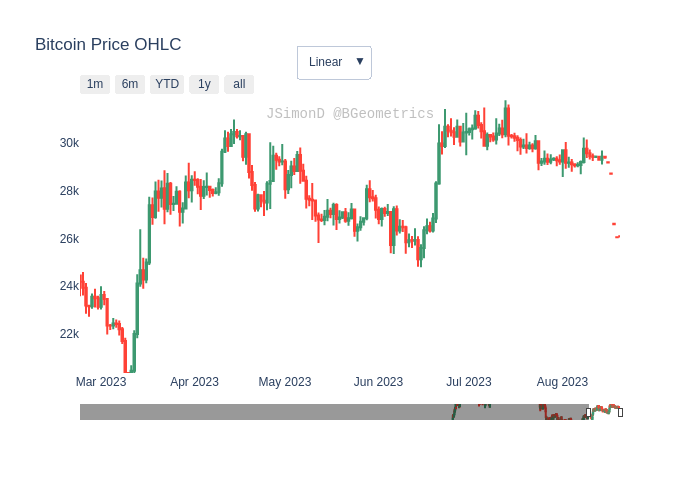 Bitcoin Price OHLC
Linear ▼
1m 6m YTD 1y all
JSimonD @BGeometrics
30k
28k
26k
24k
22k
Mar 2023 Apr 2023 May 2023 Jun 2023 Jul 2023 Aug 2023